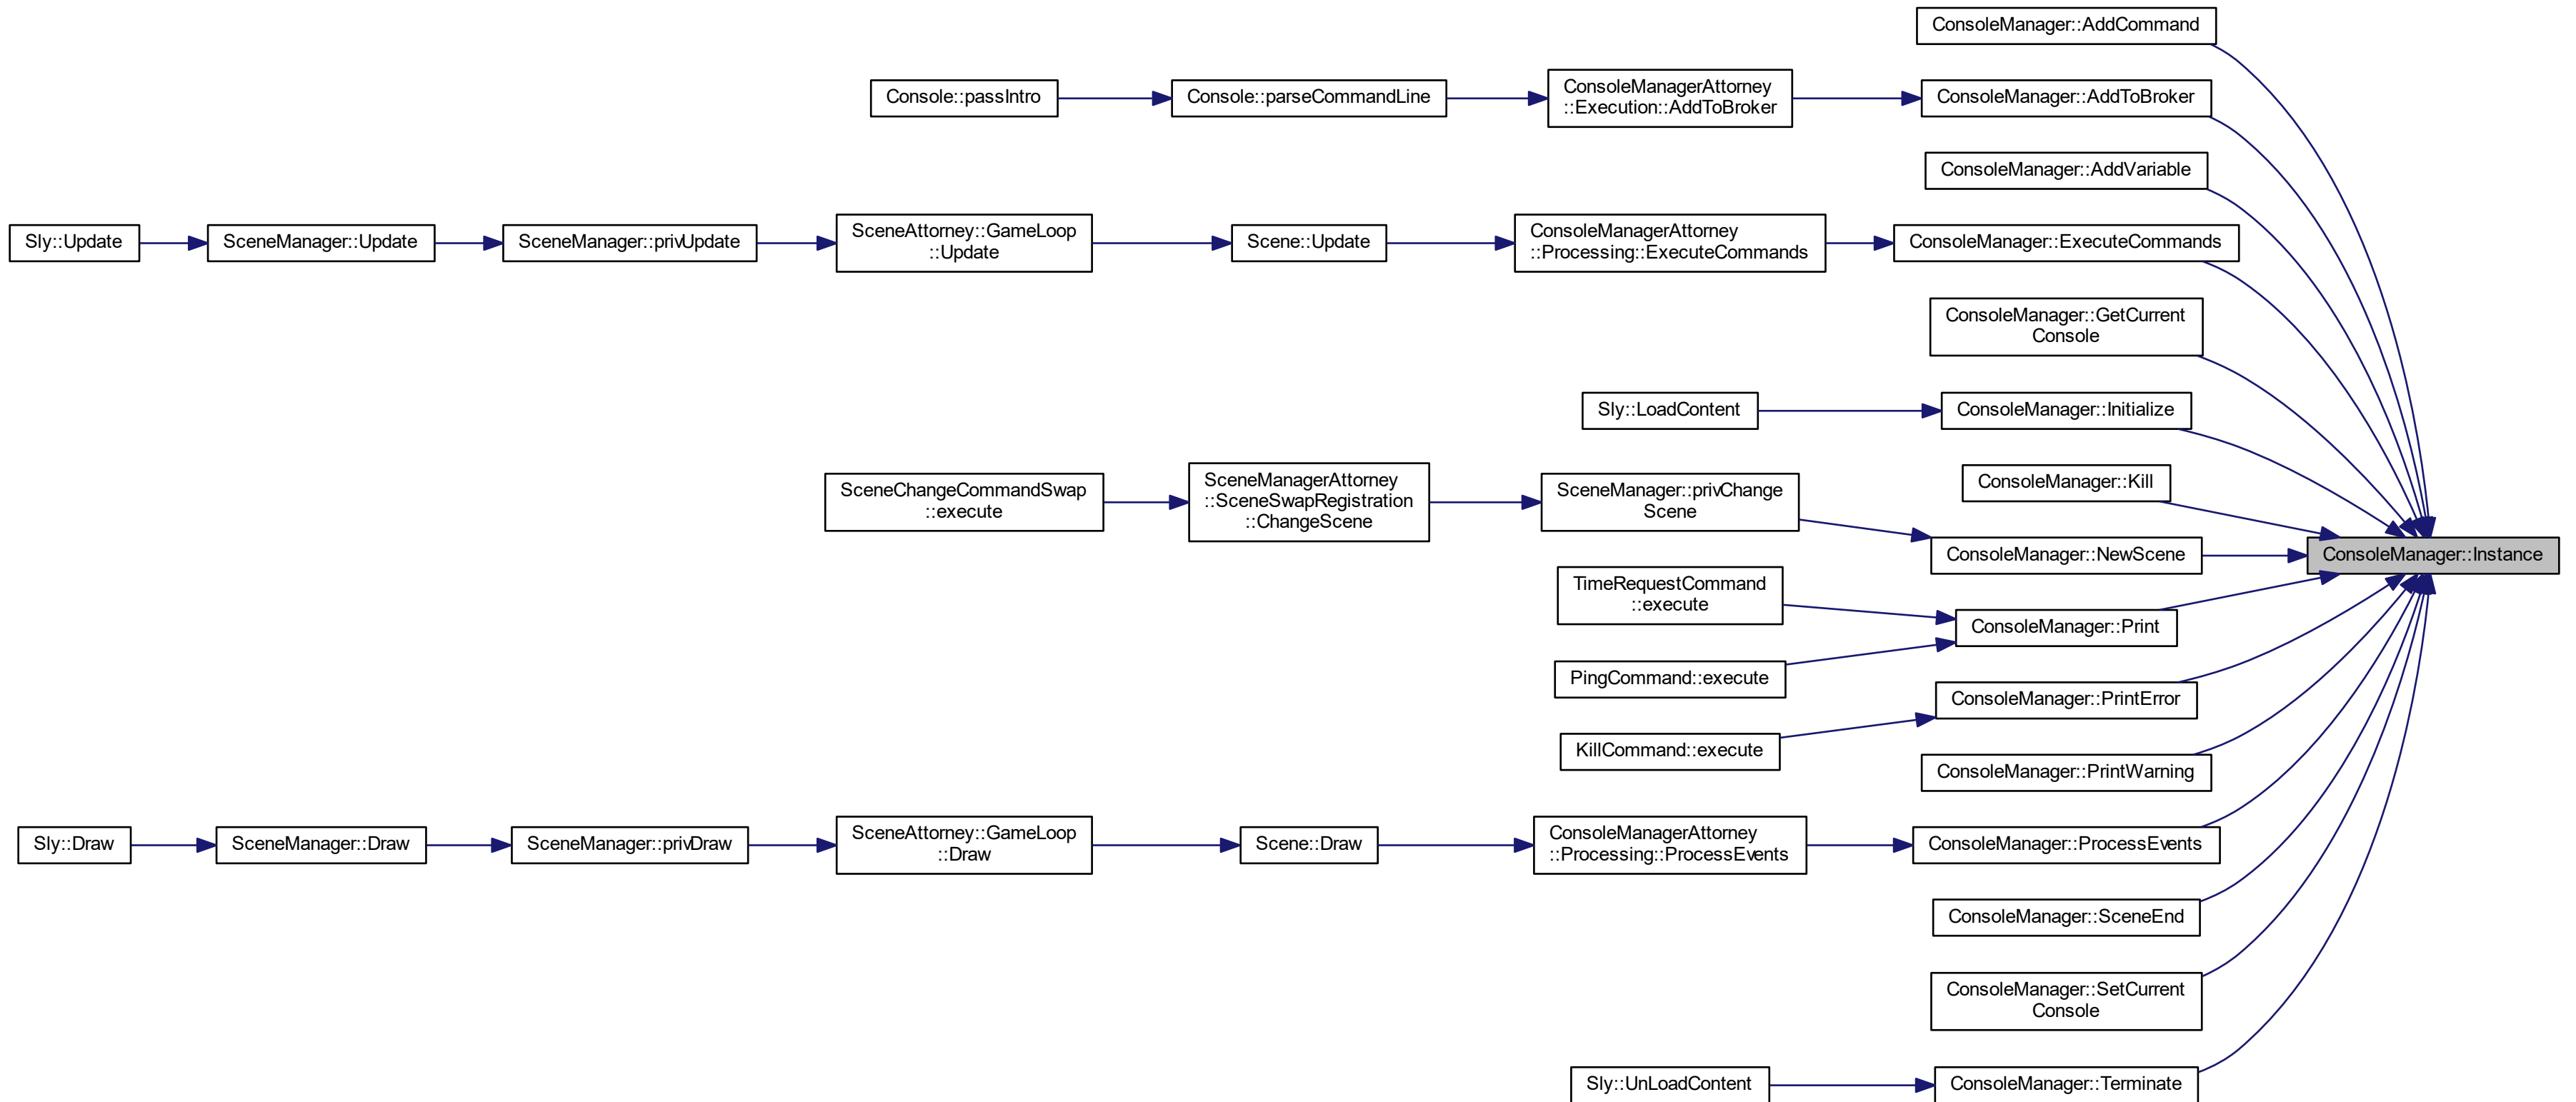 ConsoleManager::AddCommand
Console::passIntro
Console::parseCommandLine
ConsoleManagerAttorney
::Execution::AddToBroker
ConsoleManager::AddToBroker
ConsoleManager::AddVariable
Sly::Update
SceneManager::Update
SceneManager::privUpdate
SceneAttorney::GameLoop
::Update
Scene::Update
ConsoleManagerAttorney
::Processing::ExecuteCommands
ConsoleManager::ExecuteCommands
ConsoleManager::GetCurrent
Console
Sly::LoadContent
ConsoleManager::Initialize
ConsoleManager::Kill
SceneChangeCommandSwap
::execute
SceneManagerAttorney
::SceneSwapRegistration
::ChangeScene
SceneManager::privChange
Scene
ConsoleManager::NewScene
ConsoleManager::Instance
TimeRequestCommand
::execute
ConsoleManager::Print
PingCommand::execute
ConsoleManager::PrintError
KillCommand::execute
ConsoleManager::PrintWarning
Sly::Draw
SceneManager::Draw
SceneManager::privDraw
SceneAttorney::GameLoop
::Draw
Scene::Draw
ConsoleManagerAttorney
::Processing::ProcessEvents
ConsoleManager::ProcessEvents
ConsoleManager::SceneEnd
ConsoleManager::SetCurrent
Console
Sly::UnLoadContent
ConsoleManager::Terminate